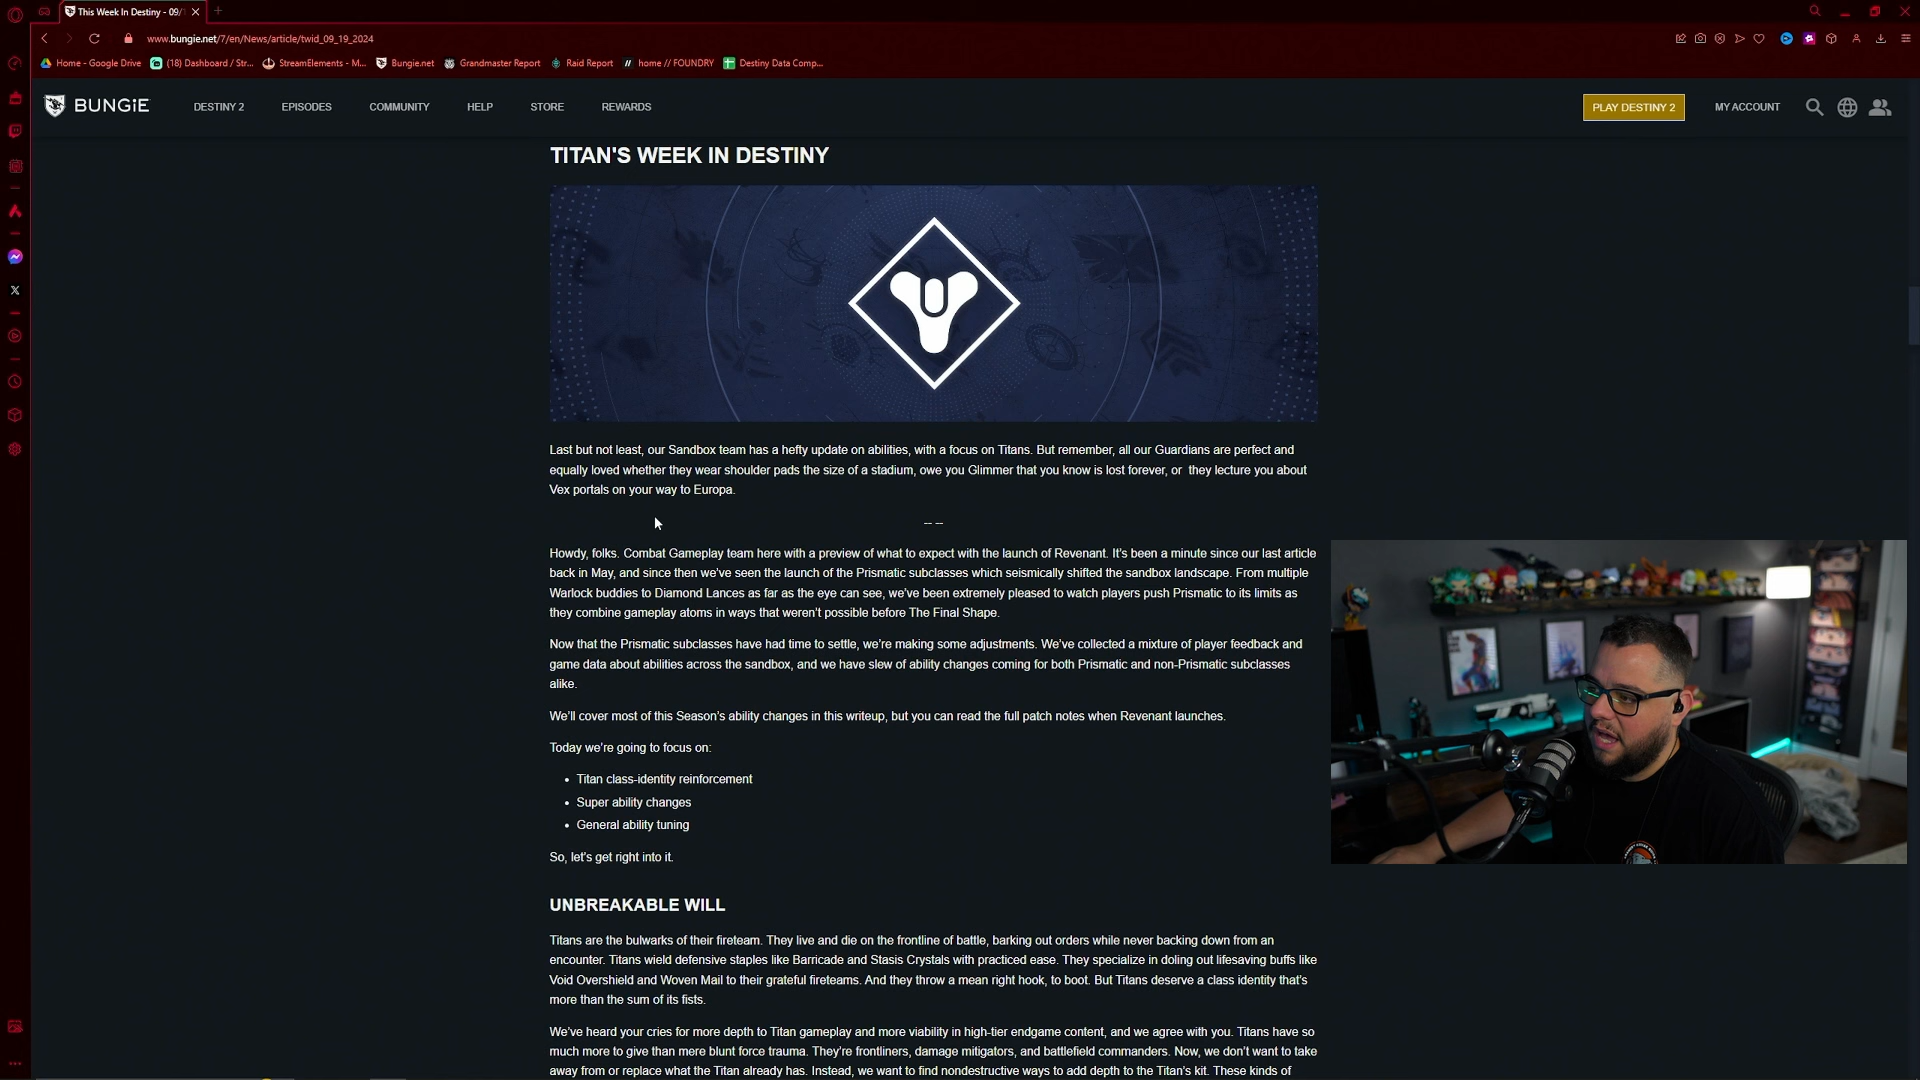 This Week In Destiny - 09/
www.bungie.net/7/en/News/article/twid_09_19_2024
Home - Google Drive
(18) Dashboard / Str...
StreamElements - M...
Bungie.net
Grandmaster Report
Raid Report
home // FOUNDRY
Destiny Data Comp...
BUNGiE
DESTINY 2
EPISODES
COMMUNITY
HELP
STORE
REWARDS
PLAY DESTINY 2
MY ACCOUNT
TITAN'S WEEK IN DESTINY
Last but not least, our Sandbox team has a hefty update on abilities, with a focus on Titans. But remember, all our Guardians are perfect and
equally loved whether they wear shoulder pads the size of a stadium, owe you Glimmer that you know is lost forever, or they lecture you about
Vex portals on your way to Europa.
-- --
Howdy, folks. Combat Gameplay team here with a preview of what to expect with the launch of Revenant. It's been a minute since our last article
back in May, and since then we've seen the launch of the Prismatic subclasses which seismically shifted the sandbox landscape. From multiple
Warlock buddies to Diamond Lances as far as the eye can see, we've been extremely pleased to watch players push Prismatic to its limits as
they combine gameplay atoms in ways that weren't possible before The Final Shape.
Now that the Prismatic subclasses have had time to settle, we're making some adjustments. We've collected a mixture of player feedback and
game data about abilities across the sandbox, and we have slew of ability changes coming for both Prismatic and non-Prismatic subclasses
alike.
We'll cover most of this Season's ability changes in this writeup, but you can read the full patch notes when Revenant launches.
Today we're going to focus on:
• Titan class-identity reinforcement
• Super ability changes
• General ability tuning
So, let's get right into it.
UNBREAKABLE WILL
Titans are the bulwarks of their fireteam. They live and die on the frontline of battle, barking out orders while never backing down from an
encounter. Titans wield defensive staples like Barricade and Stasis Crystals with practiced ease. They specialize in doling out lifesaving buffs like
Void Overshield and Woven Mail to their grateful fireteams. And they throw a mean right hook, to boot. But Titans deserve a class identity that's
more than the sum of its fists.
We've heard your cries for more depth to Titan gameplay and more viability in high-tier endgame content, and we agree with you. Titans have so
much more to give than mere blunt force trauma. They're frontliners, damage mitigators, and battlefield commanders. Now, we don't want to take
away from or replace what the Titan already has. Instead, we want to find nondestructive ways to add depth to the Titan's kit. These kinds of